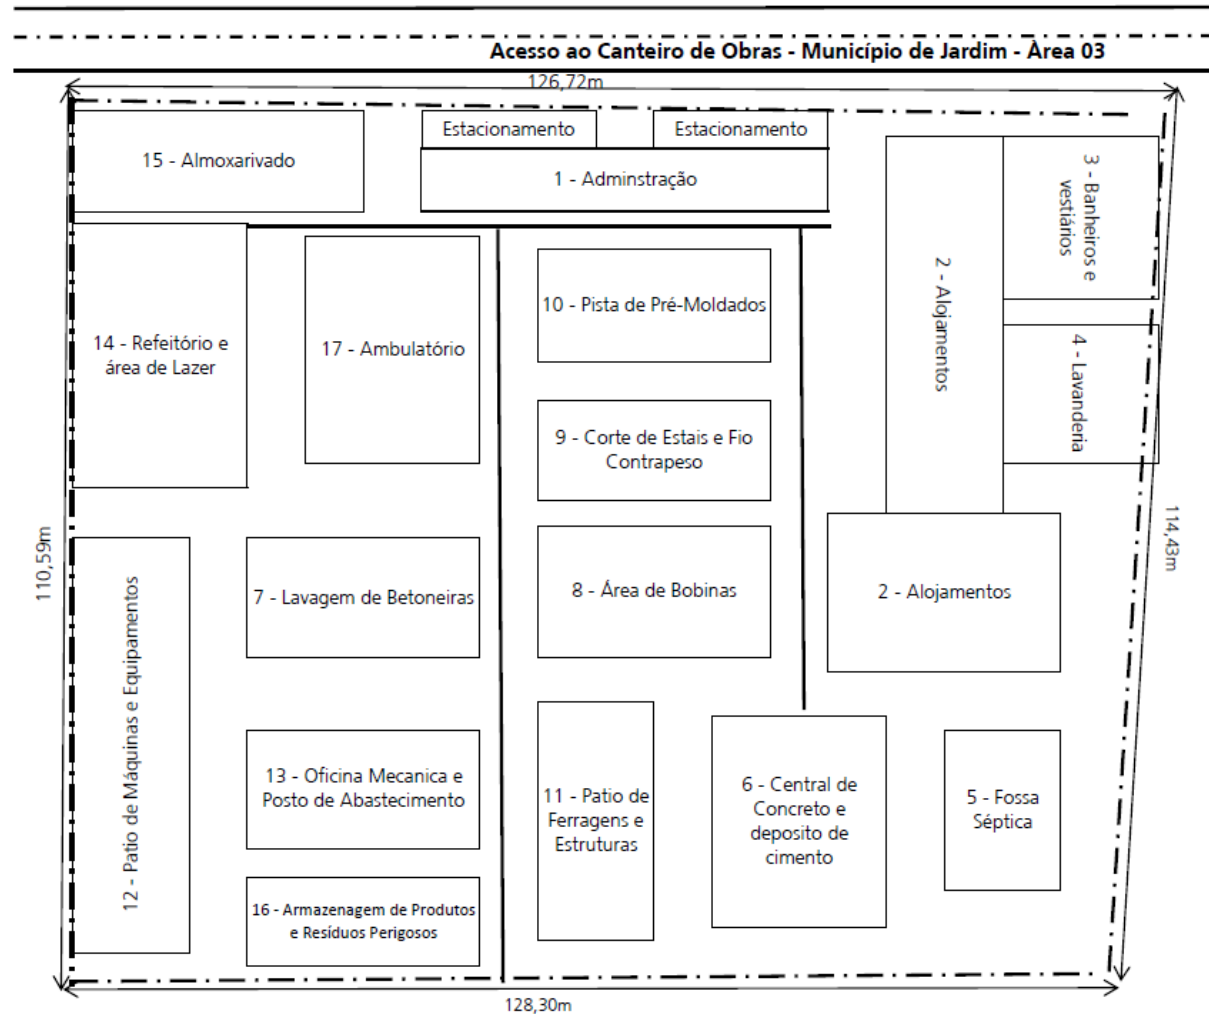 Acesso ao Canteiro de Obras - Município de Jardim - Àrea 03
126,72m
Estacionamento
Estacionamento
15 - Almoxarivado
1 - Adminstração
3 - Banheiros e
vestiários
2 - Alojamentos
10 - Pista de Pré-Moldados
14 - Refeitório e
área de Lazer
17 - Ambulatório
4 - Lavanderia
9 - Corte de Estais e Fio
Contrapeso
110,59m
114,43m
7 - Lavagem de Betoneiras
8 - Área de Bobinas
2 - Alojamentos
12 - Patio de Máquinas e Equipamentos
13 - Oficina Mecanica e
Posto de Abastecimento
11 - Patio de
Ferragens e
Estruturas
6 - Central de
Concreto e
deposito de
cimento
5 - Fossa
Séptica
16 - Armazenagem de Produtos
e Resíduos Perigosos
128,30m